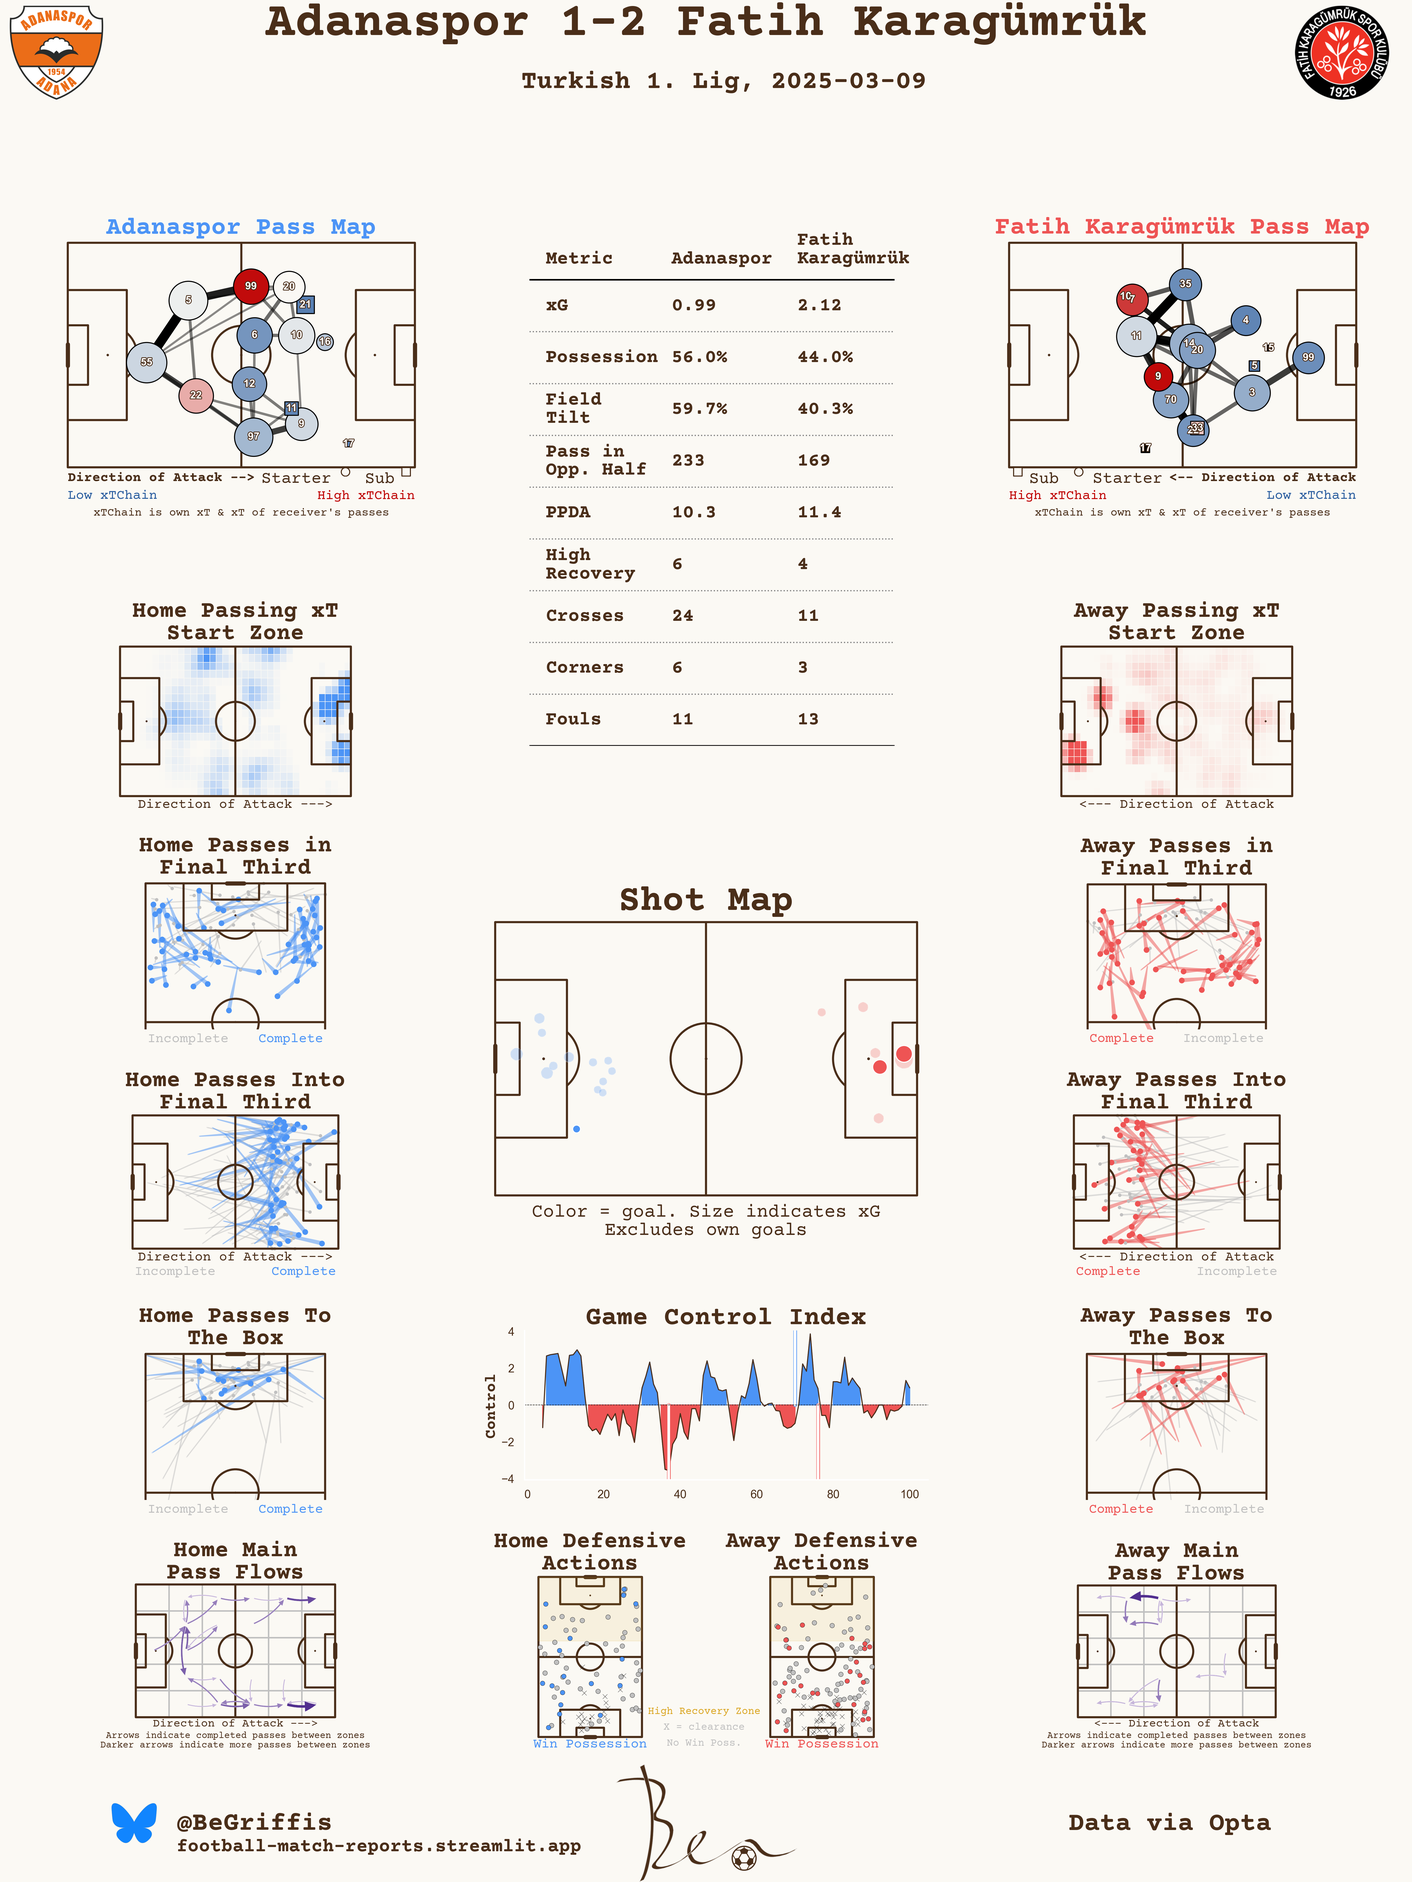 Adanaspor 1-2 Fatih Karagümrük
Turkish 1. Lig, 2025-03-09
ADANASPOR
1954
ADANA
FATİH KARAGÜMRÜK SPOR KULÜBÜ
1926
Adanaspor Pass Map
99
20
5
21
6
10
16
55
12
22
11
9
97
17
Direction of Attack --> Starter Sub
Low xTChain High xTChain
xTChain is own xT & xT of receiver's passes
Metric Adanaspor Fatih
Karagümrük
xG 0.99 2.12
Possession 56.0% 44.0%
Field
Tilt 59.7% 40.3%
Pass in
Opp. Half 233 169
PPDA 10.3 11.4
High
Recovery 6 4
Crosses 24 11
Corners 6 3
Fouls 11 13
Fatih Karagümrük Pass Map
35
10
7
4
11
14
20
15
99
5
9
3
70
33
17
Sub Starter <-- Direction of Attack
High xTChain Low xTChain
xTChain is own xT & xT of receiver's passes
Home Passing xT
Start Zone
Direction of Attack --->
Away Passing xT
Start Zone
<--- Direction of Attack
Home Passes in
Final Third
Incomplete Complete
Away Passes in
Final Third
Complete Incomplete
Shot Map
Color = goal. Size indicates xG
Excludes own goals
Home Passes Into
Final Third
Direction of Attack --->
Incomplete Complete
Away Passes Into
Final Third
<--- Direction of Attack
Complete Incomplete
Home Passes To
The Box
Incomplete Complete
Game Control Index
Control
4
2
0
−2
−4
0 20 40 60 80 100
Away Passes To
The Box
Complete Incomplete
Home Main
Pass Flows
Direction of Attack --->
Arrows indicate completed passes between zones
Darker arrows indicate more passes between zones
Home Defensive
Actions
Win Possession
High Recovery Zone
X = clearance
No Win Poss.
Away Defensive
Actions
Win Possession
Away Main
Pass Flows
<--- Direction of Attack
Arrows indicate completed passes between zones
Darker arrows indicate more passes between zones
@BeGriffis
football-match-reports.streamlit.app
Ben
Data via Opta